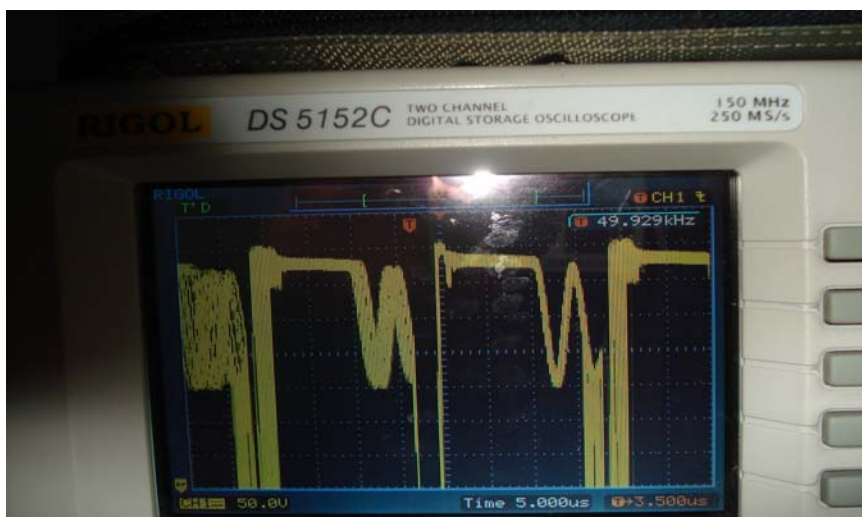 RIGOL DS 5152C TWO CHANNEL DIGITAL STORAGE OSCILLOSCOPE 150 MHz 250 MS/s
RIGOL
T'D
CH1
49.929kHz
CH1 50.0V Time 5.000us T→3.500us